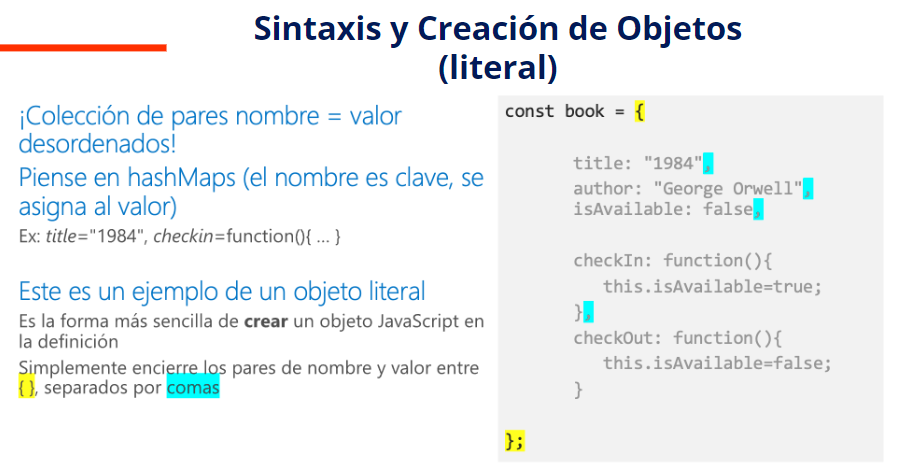 Sintaxis y Creación de Objetos
(literal)
¡Colección de pares nombre = valor
desordenados!
Piense en hashMaps (el nombre es clave, se
asigna al valor)
Ex: title="1984", checkin=function(){ ... }
Este es un ejemplo de un objeto literal
Es la forma más sencilla de crear un objeto JavaScript en
la definición
Simplemente encierre los pares de nombre y valor entre
{ }, separados por comas
const book = {
title: "1984",
author: "George Orwell",
isAvailable: false,
checkIn: function(){
this.isAvailable=true;
},
checkOut: function(){
this.isAvailable=false;
}
};